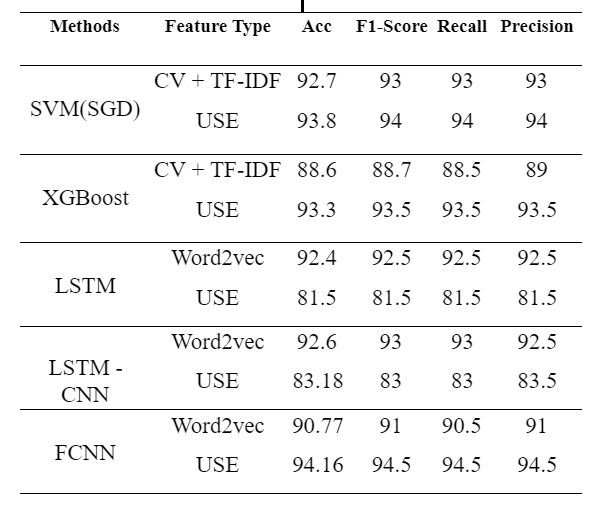 Methods Feature Type Acc F1-Score Recall Precision
SVM(SGD) CV + TF-IDF 92.7 93 93 93
USE 93.8 94 94 94
XGBoost CV + TF-IDF 88.6 88.7 88.5 89
USE 93.3 93.5 93.5 93.5
LSTM Word2vec 92.4 92.5 92.5 92.5
USE 81.5 81.5 81.5 81.5
LSTM - CNN Word2vec 92.6 93 93 92.5
USE 83.18 83 83 83.5
FCNN Word2vec 90.77 91 90.5 91
USE 94.16 94.5 94.5 94.5